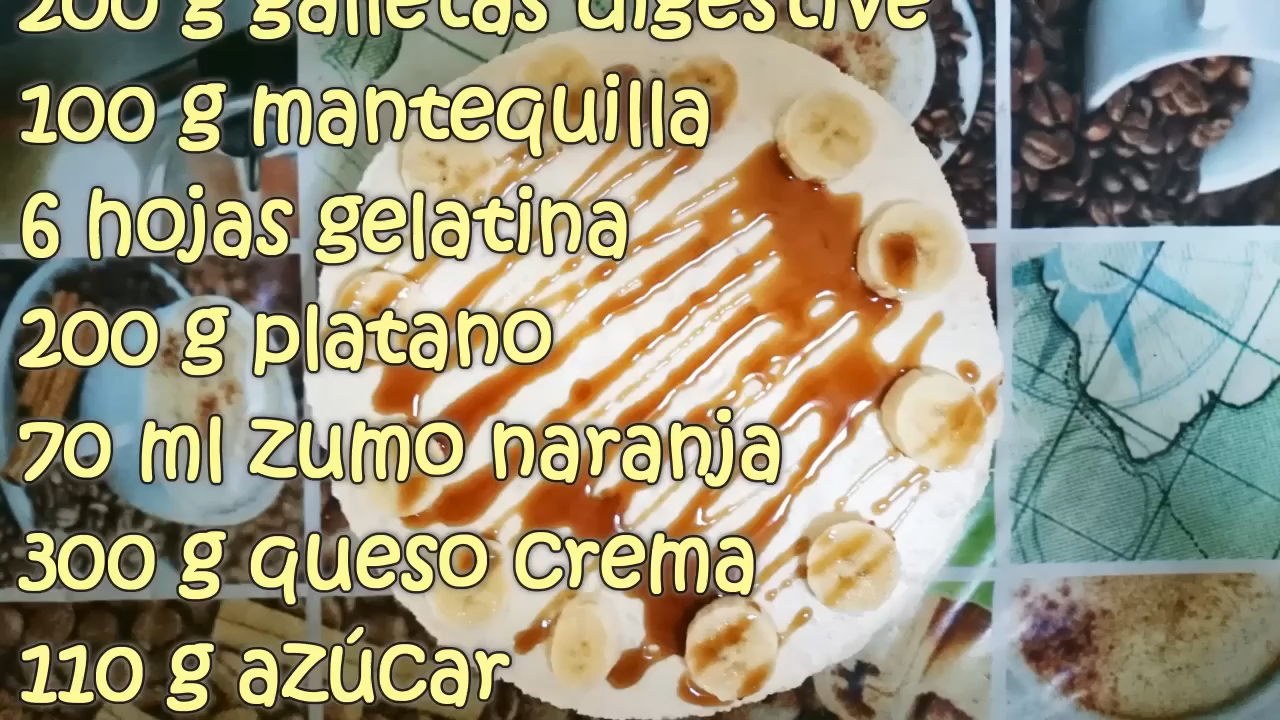 200 g galletas digestive
100 g mantequilla
6 hojas gelatina
200 g platano
70 ml zumo naranja
300 g queso crema
110 g azúcar